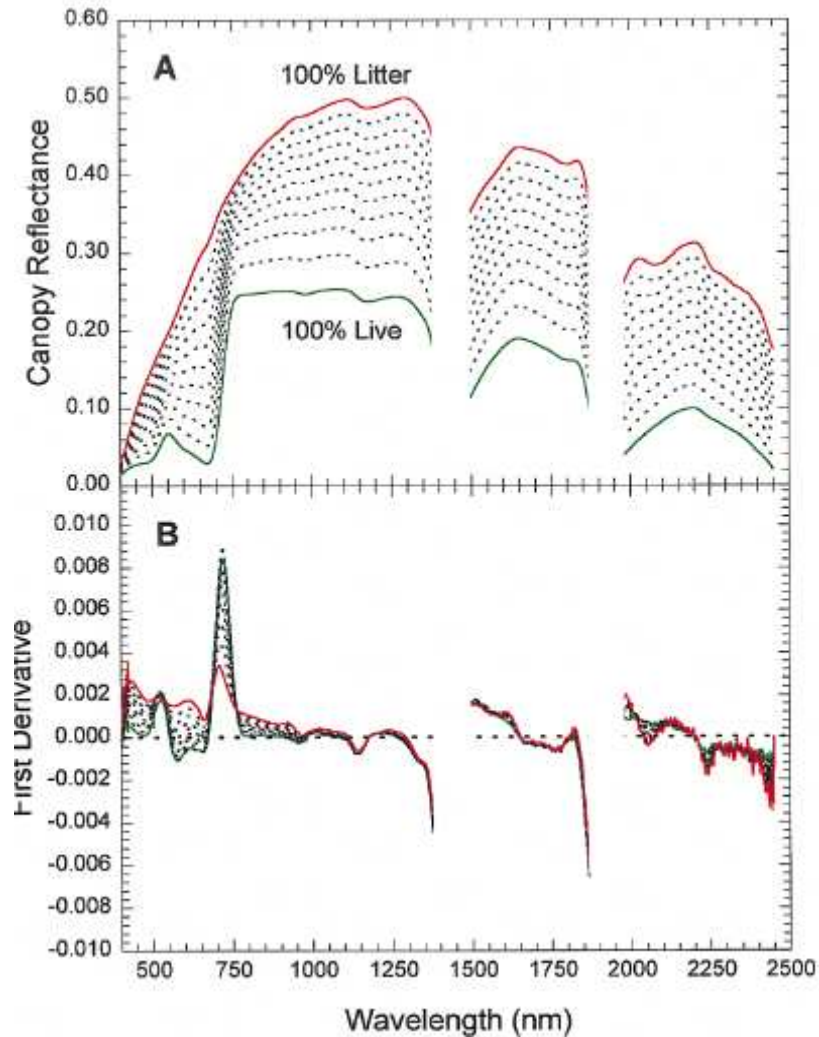 0.60
A
100% Litter
0.50
0.40
0.30
0.20
0.10
0.00
100% Live
Canopy Reflectance
B
0.010
0.008
0.006
0.004
0.002
0.000
-0.002
-0.004
-0.006
-0.008
-0.010
First Derivative
500 750 1000 1250 1500 1750 2000 2250 2500
Wavelength (nm)